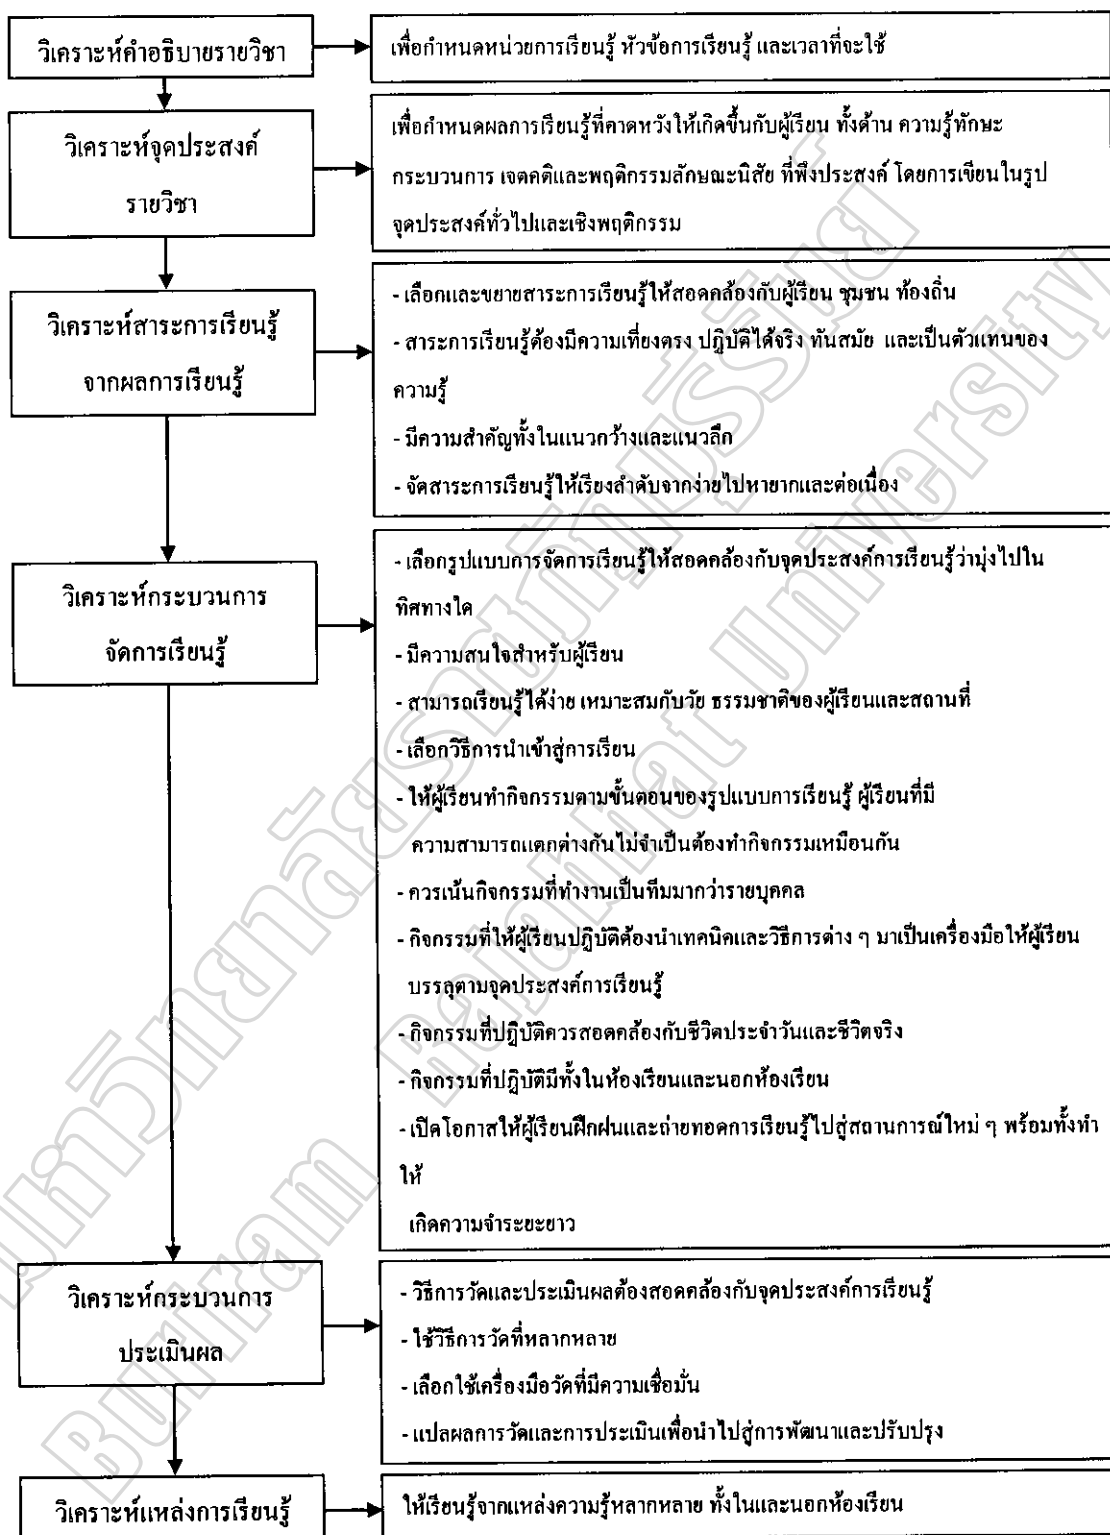 วิเคราะห์คำอธิบายรายวิชา
เพื่อกำหนดหน่วยการเรียนรู้ หัวข้อการเรียนรู้ และเวลาที่จะใช้
วิเคราะห์จุดประสงค์
รายวิชา
เพื่อกำหนดผลการเรียนรู้ที่คาดหวังให้เกิดขึ้นกับผู้เรียน ทั้งด้าน ความรู้ทักษะ
กระบวนการ เจตคติและพฤติกรรมลักษณะนิสัย ที่พึงประสงค์ โดยการเขียนในรูป
จุดประสงค์ทั่วไปและเชิงพฤติกรรม
วิเคราะห์สาระการเรียนรู้
จากผลการเรียนรู้
- เลือกและขยายสาระการเรียนรู้ให้สอดคล้องกับผู้เรียน ชุมชน ท้องถิ่น
- สาระการเรียนรู้ต้องมีความเที่ยงตรง ปฏิบัติได้จริง ทันสมัย และเป็นตัวแทนของ
ความรู้
- มีความสำคัญทั้งในแนวกว้างและแนวลึก
- จัดสาระการเรียนรู้ให้เรียงลำดับจากง่ายไปหายากและต่อเนื่อง
วิเคราะห์กระบวนการ
จัดการเรียนรู้
- เลือกรูปแบบการจัดการเรียนรู้ให้สอดคล้องกับจุดประสงค์การเรียนรู้ว่ามุ่งไปใน
ทิศทางใด
- มีความสนใจสำหรับผู้เรียน
- สามารถเรียนรู้ได้ง่าย เหมาะสมกับวัย ธรรมชาติของผู้เรียนและสถานที่
- เลือกวิธีการนำเข้าสู่การเรียน
- ให้ผู้เรียนทำกิจกรรมตามขั้นตอนของรูปแบบการเรียนรู้ ผู้เรียนที่มี
ความสามารถแตกต่างกันไม่จำเป็นต้องทำกิจกรรมเหมือนกัน
- ควรเน้นกิจกรรมที่ทำงานเป็นทีมมากว่ารายบุคคล
- กิจกรรมที่ให้ผู้เรียนปฏิบัติต้องนำเทคนิคและวิธีการต่าง ๆ มาเป็นเครื่องมือให้ผู้เรียน
บรรลุตามจุดประสงค์การเรียนรู้
- กิจกรรมที่ปฏิบัติควรสอดคล้องกับชีวิตประจำวันและชีวิตจริง
- กิจกรรมที่ปฏิบัติมีทั้งในห้องเรียนและนอกห้องเรียน
- เปิดโอกาสให้ผู้เรียนฝึกฝนและถ่ายทอดการเรียนรู้ไปสู่สถานการณ์ใหม่ ๆ พร้อมทั้งทำ
ให้
เกิดความจำระยะยาว
วิเคราะห์กระบวนการ
ประเมินผล
- วิธีการวัดและประเมินผลต้องสอดคล้องกับจุดประสงค์การเรียนรู้
- ใช้วิธีการวัดที่หลากหลาย
- เลือกใช้เครื่องมือวัดที่มีความเชื่อมั่น
- แปลผลการวัดและการประเมินเพื่อนำไปสู่การพัฒนาและปรับปรุง
วิเคราะห์แหล่งการเรียนรู้
ให้เรียนรู้จากแหล่งความรู้หลากหลาย ทั้งในและนอกห้องเรียน
มหาวิทยาลัยราชภัฏบุรีรัมย์
Buriram Rajabhat University